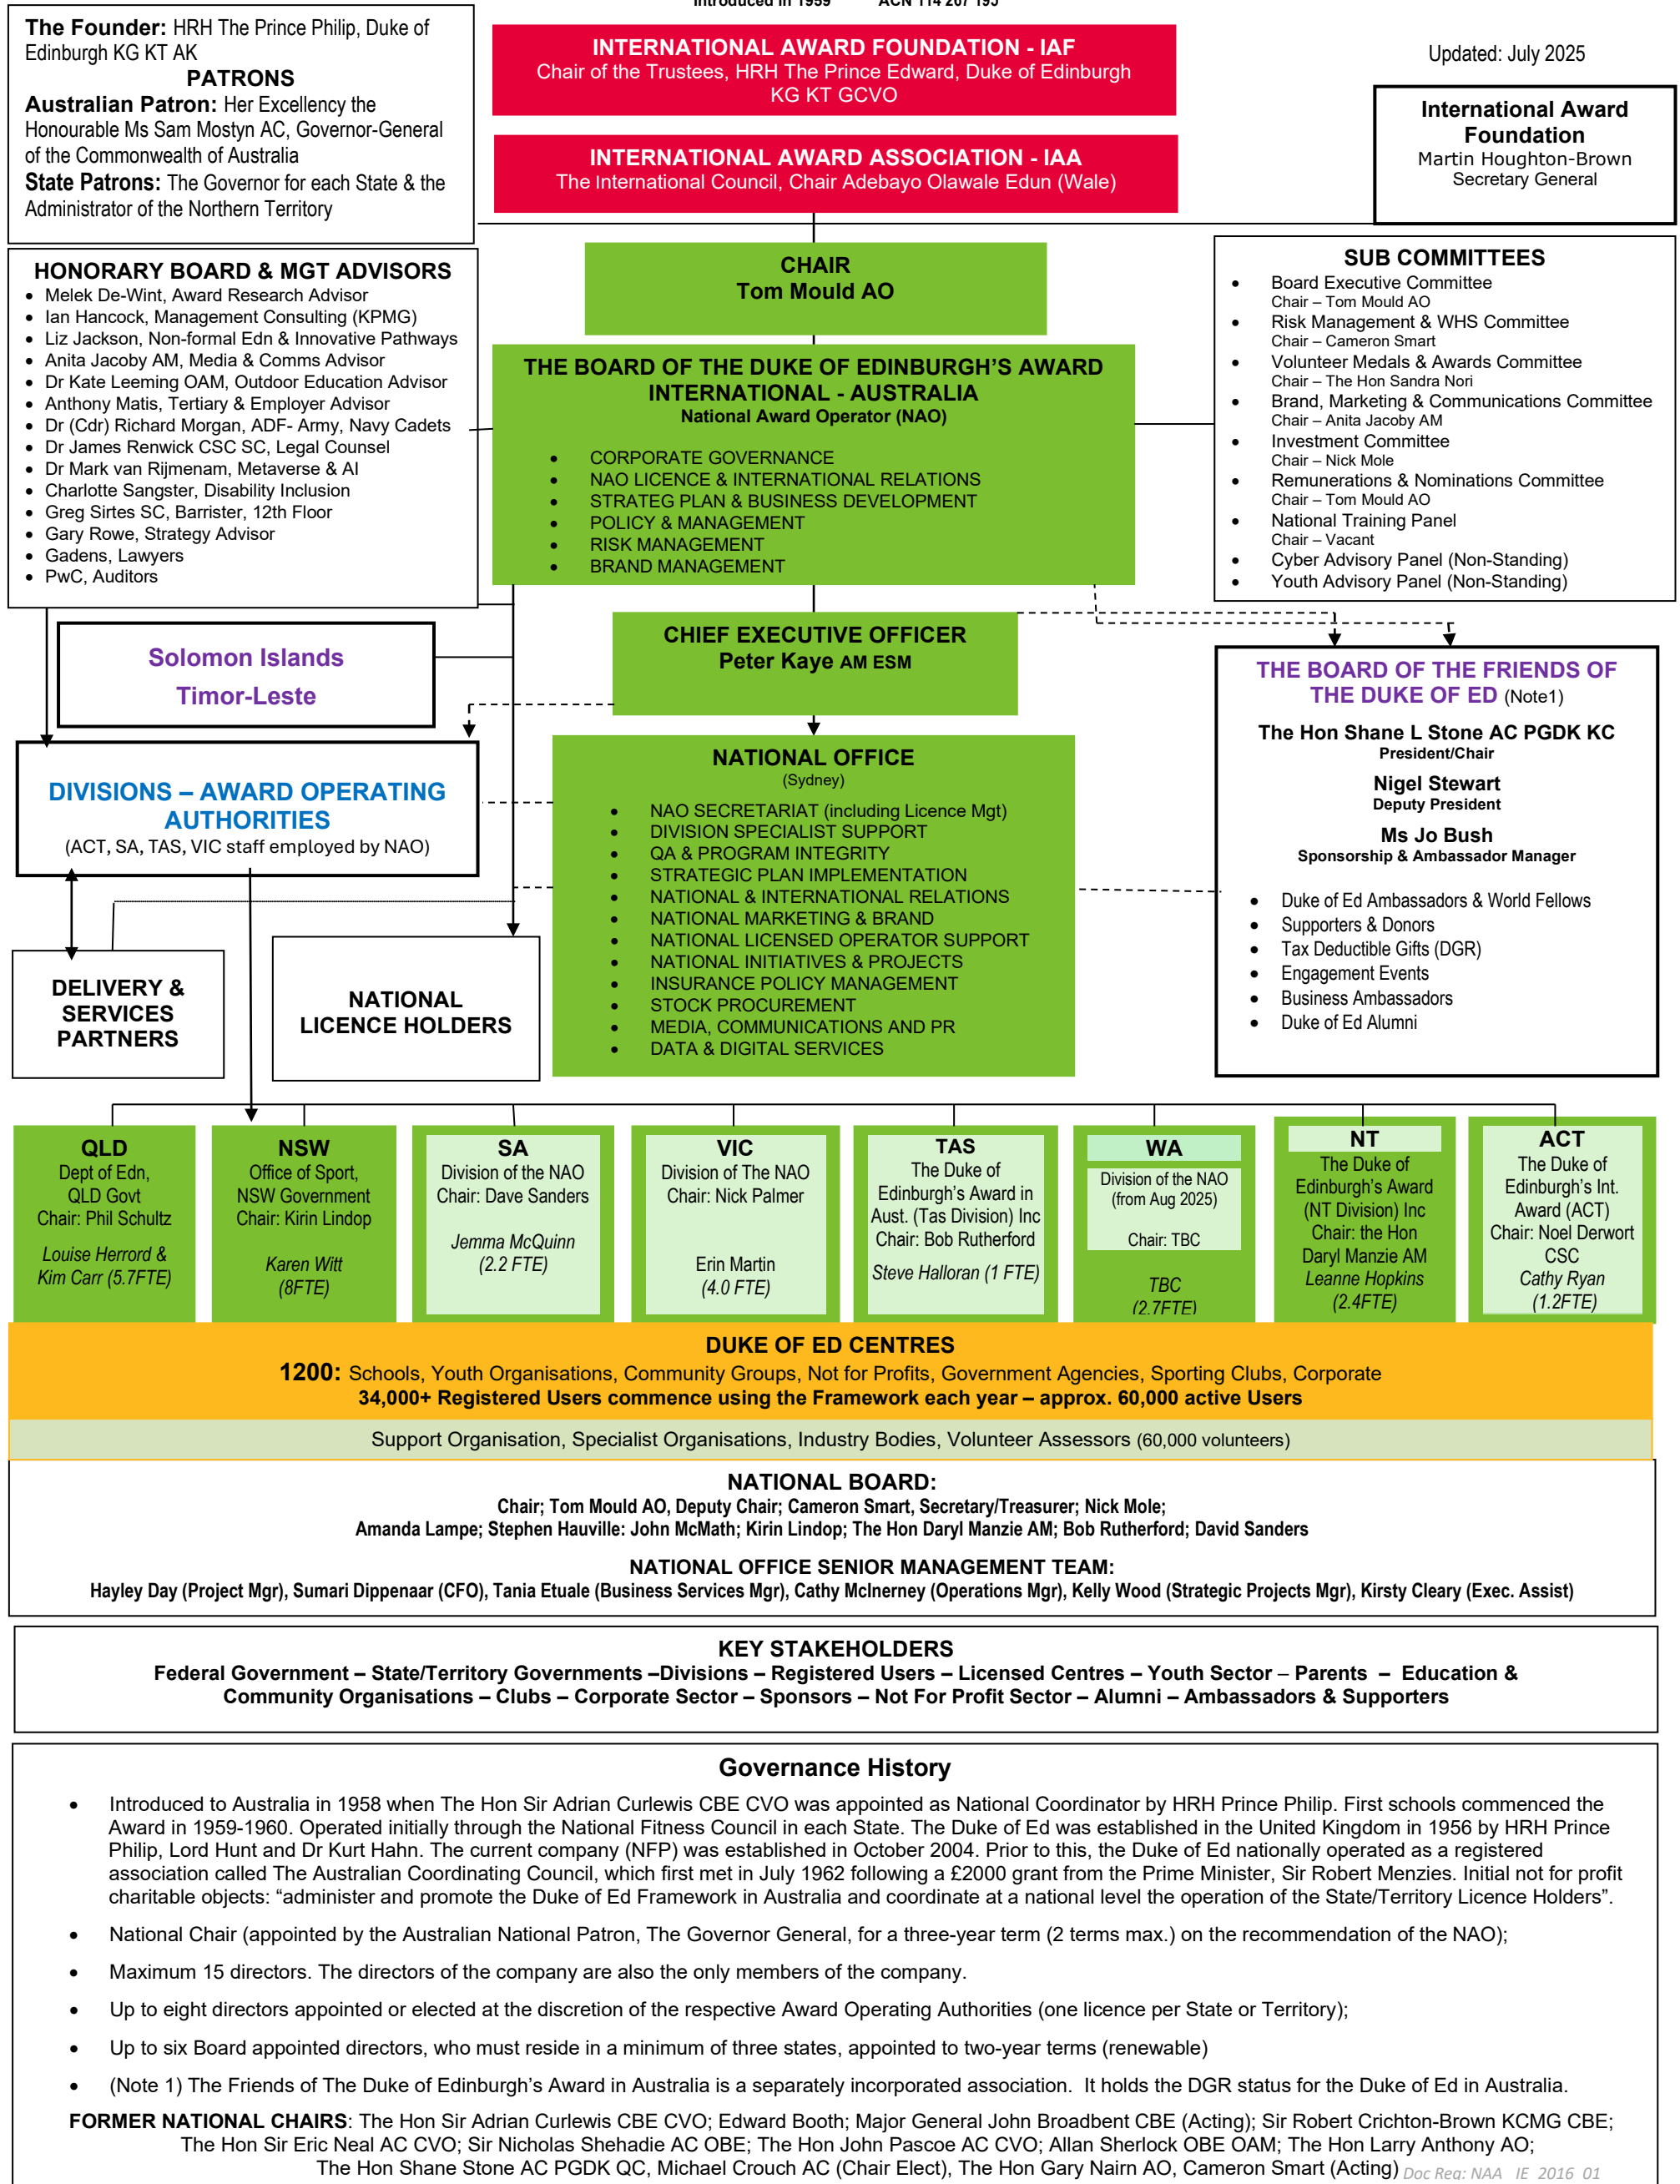 Introduced in 1959 ACN 114 267 195
The Founder: HRH The Prince Philip, Duke of
Edinburgh KG KT AK
PATRONS
Australian Patron: Her Excellency the
Honourable Ms Sam Mostyn AC, Governor-General
of the Commonwealth of Australia
State Patrons: The Governor for each State & the
Administrator of the Northern Territory
INTERNATIONAL AWARD FOUNDATION - IAF
Chair of the Trustees, HRH The Prince Edward, Duke of Edinburgh
KG KT GCVO
INTERNATIONAL AWARD ASSOCIATION - IAA
The International Council, Chair Adebayo Olawale Edun (Wale)
Updated: July 2025
International Award
Foundation
Martin Houghton-Brown
Secretary General
HONORARY BOARD & MGT ADVISORS
• Melek De-Wint, Award Research Advisor
• Ian Hancock, Management Consulting (KPMG)
• Liz Jackson, Non-formal Edn & Innovative Pathways
• Anita Jacoby AM, Media & Comms Advisor
• Dr Kate Leeming OAM, Outdoor Education Advisor
• Anthony Matis, Tertiary & Employer Advisor
• Dr (Cdr) Richard Morgan, ADF- Army, Navy Cadets
• Dr James Renwick CSC SC, Legal Counsel
• Dr Mark van Rijmenam, Metaverse & AI
• Charlotte Sangster, Disability Inclusion
• Greg Sirtes SC, Barrister, 12th Floor
• Gary Rowe, Strategy Advisor
• Gadens, Lawyers
• PwC, Auditors
CHAIR
Tom Mould AO
THE BOARD OF THE DUKE OF EDINBURGH'S AWARD
INTERNATIONAL - AUSTRALIA
National Award Operator (NAO)
• CORPORATE GOVERNANCE
• NAO LICENCE & INTERNATIONAL RELATIONS
• STRATEG PLAN & BUSINESS DEVELOPMENT
• POLICY & MANAGEMENT
• RISK MANAGEMENT
• BRAND MANAGEMENT
SUB COMMITTEES
• Board Executive Committee
Chair – Tom Mould AO
• Risk Management & WHS Committee
Chair – Cameron Smart
• Volunteer Medals & Awards Committee
Chair – The Hon Sandra Nori
• Brand, Marketing & Communications Committee
Chair – Anita Jacoby AM
• Investment Committee
Chair – Nick Mole
• Remunerations & Nominations Committee
Chair – Tom Mould AO
• National Training Panel
Chair – Vacant
• Cyber Advisory Panel (Non-Standing)
• Youth Advisory Panel (Non-Standing)
Solomon Islands
Timor-Leste
CHIEF EXECUTIVE OFFICER
Peter Kaye AM ESM
DIVISIONS – AWARD OPERATING
AUTHORITIES
(ACT, SA, TAS, VIC staff employed by NAO)
NATIONAL OFFICE
(Sydney)
• NAO SECRETARIAT (including Licence Mgt)
• DIVISION SPECIALIST SUPPORT
• QA & PROGRAM INTEGRITY
• STRATEGIC PLAN IMPLEMENTATION
• NATIONAL & INTERNATIONAL RELATIONS
• NATIONAL MARKETING & BRAND
• NATIONAL LICENSED OPERATOR SUPPORT
• NATIONAL INITIATIVES & PROJECTS
• INSURANCE POLICY MANAGEMENT
• STOCK PROCUREMENT
• MEDIA, COMMUNICATIONS AND PR
• DATA & DIGITAL SERVICES
THE BOARD OF THE FRIENDS OF
THE DUKE OF ED (Note1)
The Hon Shane L Stone AC PGDK KC
President/Chair
Nigel Stewart
Deputy President
Ms Jo Bush
Sponsorship & Ambassador Manager
• Duke of Ed Ambassadors & World Fellows
• Supporters & Donors
• Tax Deductible Gifts (DGR)
• Engagement Events
• Business Ambassadors
• Duke of Ed Alumni
DELIVERY &
SERVICES
PARTNERS
NATIONAL
LICENCE HOLDERS
QLD
Dept of Edn,
QLD Govt
Chair: Phil Schultz
Louise Herrord &
Kim Carr (5.7FTE)
NSW
Office of Sport,
NSW Government
Chair: Kirin Lindop
Karen Witt
(8FTE)
SA
Division of the NAO
Chair: Dave Sanders
Jemma McQuinn
(2.2 FTE)
VIC
Division of The NAO
Chair: Nick Palmer
Erin Martin
(4.0 FTE)
TAS
The Duke of
Edinburgh's Award in
Aust. (Tas Division) Inc
Chair: Bob Rutherford
Steve Halloran (1 FTE)
WA
Division of the NAO
(from Aug 2025)
Chair: TBC
TBC
(2.7FTE)
NT
The Duke of
Edinburgh's Award
(NT Division) Inc
Chair: the Hon
Daryl Manzie AM
Leanne Hopkins
(2.4FTE)
ACT
The Duke of
Edinburgh's Int.
Award (ACT)
Chair: Noel Derwort
CSC
Cathy Ryan
(1.2FTE)
DUKE OF ED CENTRES
1200: Schools, Youth Organisations, Community Groups, Not for Profits, Government Agencies, Sporting Clubs, Corporate
34,000+ Registered Users commence using the Framework each year – approx. 60,000 active Users
Support Organisation, Specialist Organisations, Industry Bodies, Volunteer Assessors (60,000 volunteers)
NATIONAL BOARD:
Chair; Tom Mould AO, Deputy Chair; Cameron Smart, Secretary/Treasurer; Nick Mole;
Amanda Lampe; Stephen Hauville: John McMath; Kirin Lindop; The Hon Daryl Manzie AM; Bob Rutherford; David Sanders
NATIONAL OFFICE SENIOR MANAGEMENT TEAM:
Hayley Day (Project Mgr), Sumari Dippenaar (CFO), Tania Etuale (Business Services Mgr), Cathy McInerney (Operations Mgr), Kelly Wood (Strategic Projects Mgr), Kirsty Cleary (Exec. Assist)
KEY STAKEHOLDERS
Federal Government – State/Territory Governments –Divisions – Registered Users – Licensed Centres – Youth Sector – Parents – Education &
Community Organisations – Clubs – Corporate Sector – Sponsors – Not For Profit Sector – Alumni – Ambassadors & Supporters
Governance History
• Introduced to Australia in 1958 when The Hon Sir Adrian Curlewis CBE CVO was appointed as National Coordinator by HRH Prince Philip. First schools commenced the
Award in 1959-1960. Operated initially through the National Fitness Council in each State. The Duke of Ed was established in the United Kingdom in 1956 by HRH Prince
Philip, Lord Hunt and Dr Kurt Hahn. The current company (NFP) was established in October 2004. Prior to this, the Duke of Ed nationally operated as a registered
association called The Australian Coordinating Council, which first met in July 1962 following a £2000 grant from the Prime Minister, Sir Robert Menzies. Initial not for profit
charitable objects: “administer and promote the Duke of Ed Framework in Australia and coordinate at a national level the operation of the State/Territory Licence Holders”.
• National Chair (appointed by the Australian National Patron, The Governor General, for a three-year term (2 terms max.) on the recommendation of the NAO);
• Maximum 15 directors. The directors of the company are also the only members of the company.
• Up to eight directors appointed or elected at the discretion of the respective Award Operating Authorities (one licence per State or Territory);
• Up to six Board appointed directors, who must reside in a minimum of three states, appointed to two-year terms (renewable)
• (Note 1) The Friends of The Duke of Edinburgh's Award in Australia is a separately incorporated association. It holds the DGR status for the Duke of Ed in Australia.
FORMER NATIONAL CHAIRS: The Hon Sir Adrian Curlewis CBE CVO; Edward Booth; Major General John Broadbent CBE (Acting); Sir Robert Crichton-Brown KCMG CBE;
The Hon Sir Eric Neal AC CVO; Sir Nicholas Shehadie AC OBE; The Hon John Pascoe AC CVO; Allan Sherlock OBE OAM; The Hon Larry Anthony AO;
The Hon Shane Stone AC PGDK QC, Michael Crouch AC (Chair Elect), The Hon Gary Nairn AO, Cameron Smart (Acting) Doc Reg: NAA_IE_2016_01